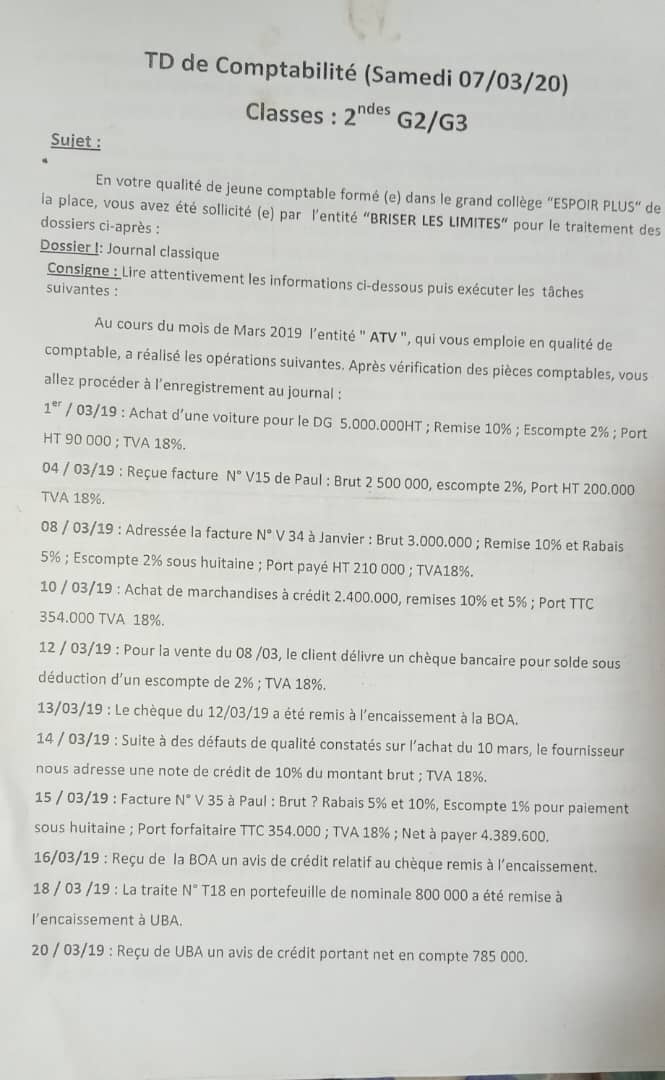 TD de Comptabilité (Samedi 07/03/20)
Classes : 2ndes G2/G3
Sujet :
En votre qualité de jeune comptable formé (e) dans le grand collège "ESPOIR PLUS" de
la place, vous avez été sollicité (e) par l'entité "BRISER LES LIMITES" pour le traitement des
dossiers ci-après :
Dossier I: Journal classique
Consigne : Lire attentivement les informations ci-dessous puis exécuter les tâches
suivantes :
Au cours du mois de Mars 2019 l'entité " ATV ", qui vous emploie en qualité de
comptable, a réalisé les opérations suivantes. Après vérification des pièces comptables, vous
allez procéder à l'enregistrement au journal :
1er / 03/19 : Achat d'une voiture pour le DG 5.000.000HT ; Remise 10% ; Escompte 2% ; Port
HT 90 000 ; TVA 18%.
04 / 03/19 : Reçue facture N° V15 de Paul : Brut 2 500 000, escompte 2%, Port HT 200.000
TVA 18%.
08 / 03/19 : Adressée la facture N° V 34 à Janvier : Brut 3.000.000 ; Remise 10% et Rabais
5% ; Escompte 2% sous huitaine ; Port payé HT 210 000 ; TVA18%.
10 / 03/19 : Achat de marchandises à crédit 2.400.000, remises 10% et 5% ; Port TTC
354.000 TVA 18%.
12 / 03/19 : Pour la vente du 08 /03, le client délivre un chèque bancaire pour solde sous
déduction d'un escompte de 2% ; TVA 18%.
13/03/19 : Le chèque du 12/03/19 a été remis à l'encaissement à la BOA.
14 / 03/19 : Suite à des défauts de qualité constatés sur l'achat du 10 mars, le fournisseur
nous adresse une note de crédit de 10% du montant brut ; TVA 18%.
15 / 03/19 : Facture N° V 35 à Paul : Brut ? Rabais 5% et 10%, Escompte 1% pour paiement
sous huitaine ; Port forfaitaire TTC 354.000 ; TVA 18% ; Net à payer 4.389.600.
16/03/19 : Reçu de la BOA un avis de crédit relatif au chèque remis à l'encaissement.
18 / 03 /19 : La traite N° T18 en portefeuille de nominale 800 000 a été remise à
l'encaissement à UBA.
20 / 03/19 : Reçu de UBA un avis de crédit portant net en compte 785 000.